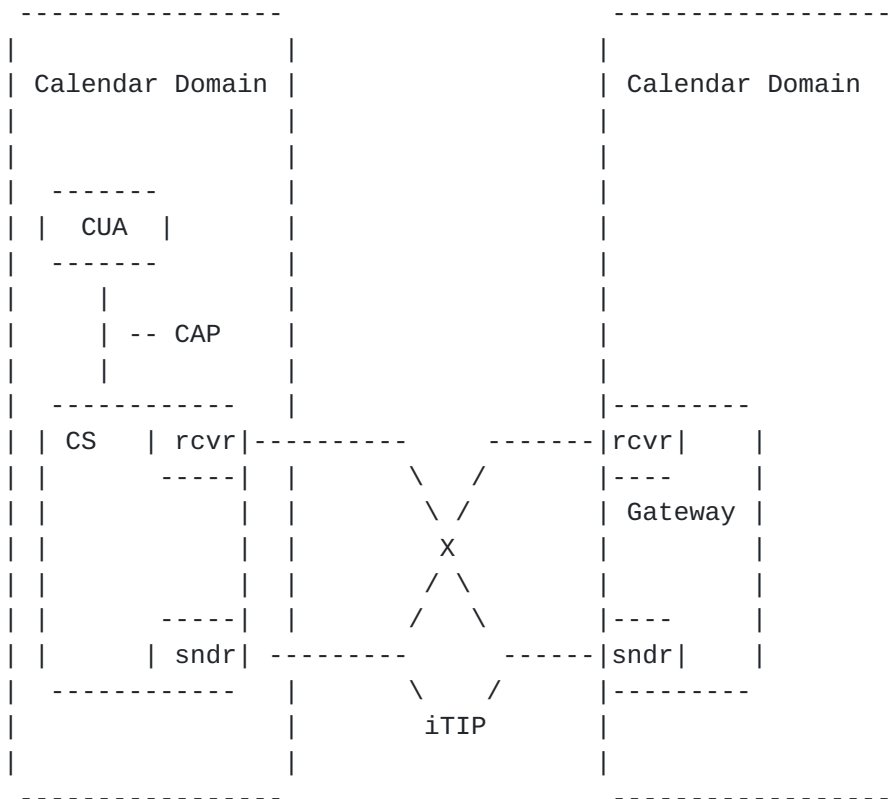 Calendar Domain Calendar Domain
CUA
-- CAP
CS rcvr rcvr
Gateway
X
sndr sndr
iTIP